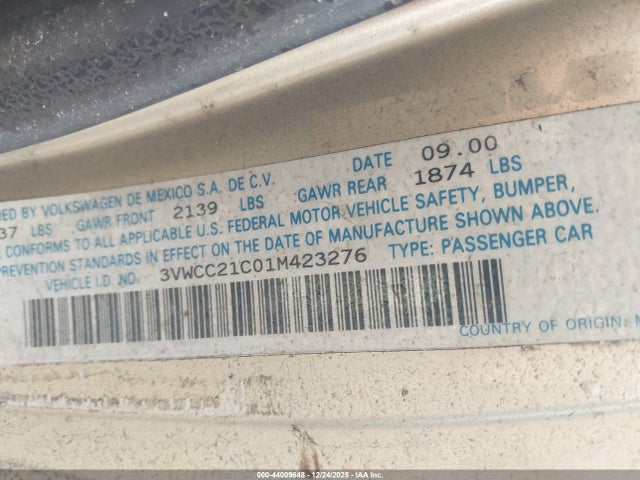 ED BY VOLKSWAGEN DE MEXICO S.A. DE C.V. DATE 09.00
37 LBS GAWR FRONT 2139 LBS GAWR REAR 1874 LBS
E CONFORMS TO ALL APPLICABLE U.S. FEDERAL MOTOR VEHICLE SAFETY, BUMPER,
PREVENTION STANDARDS IN EFFECT ON THE DATE OF MANUFACTURE SHOWN ABOVE.
VEHICLE I.D. NO. 3VWCC21C01M423276 TYPE: PASSENGER CAR
COUNTRY OF ORIGIN: M
000-44009648 - 12/24/2025 - IAA Inc.